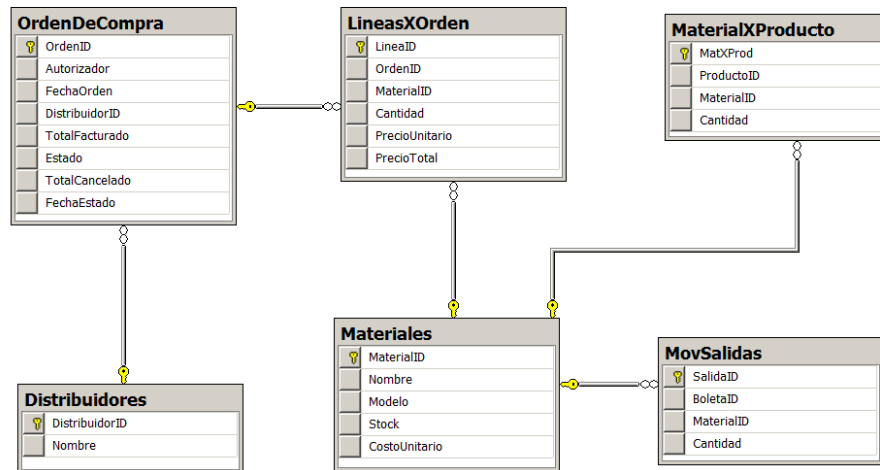 OrdenDeCompra
OrdenID
Autorizador
FechaOrden
DistribuidorID
TotalFacturado
Estado
TotalCancelado
FechaEstado
LineasXOrden
LineaID
OrdenID
MaterialID
Cantidad
PrecioUnitario
PrecioTotal
MaterialXProducto
MatXProd
ProductoID
MaterialID
Cantidad
Distribuidores
DistribuidorID
Nombre
Materiales
MaterialID
Nombre
Modelo
Stock
CostoUnitario
MovSalidas
SalidaID
BoletaID
MaterialID
Cantidad